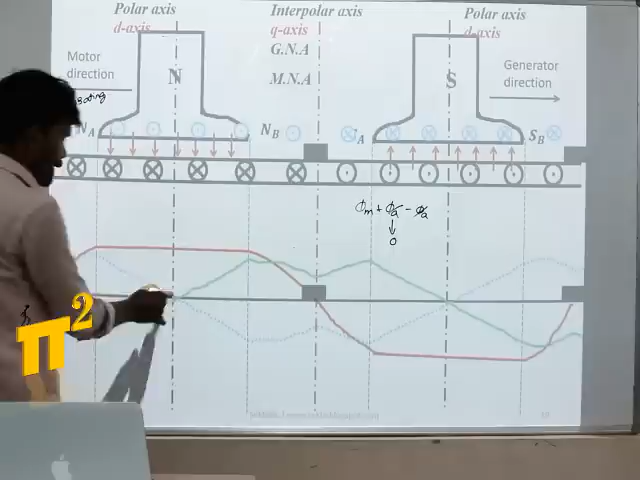 Polar axis
d-axis
Interpolar axis
q-axis
G.N.A
M.N.A
Polar axis
d-axis
Motor
direction
Generator
direction
N
S
N_A
N_B
S_A
S_B
ϕm + ϕa - ϕa
↓
0
π²